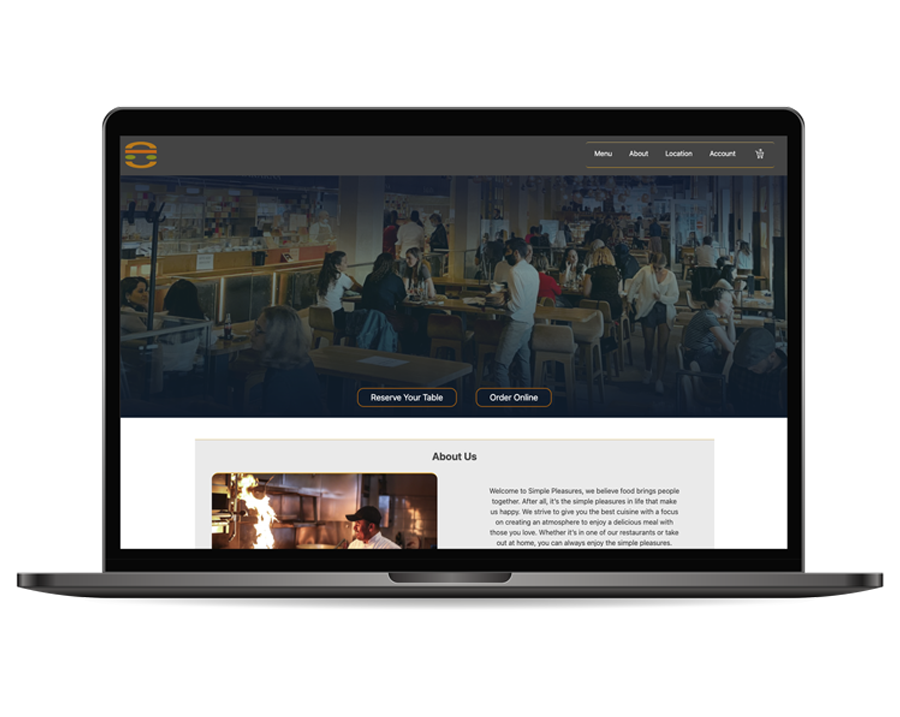 Menu About Location Account
Reserve Your Table Order Online
About Us
Welcome to Simple Pleasures, we believe food brings people
together. After all, it's the simple pleasures in life that make
us happy. We strive to give you the best cuisine with a focus
on creating an atmosphere to enjoy a delicious meal with
those you love. Whether it's in one of our restaurants or take
out at home, you can always enjoy the simple pleasures.